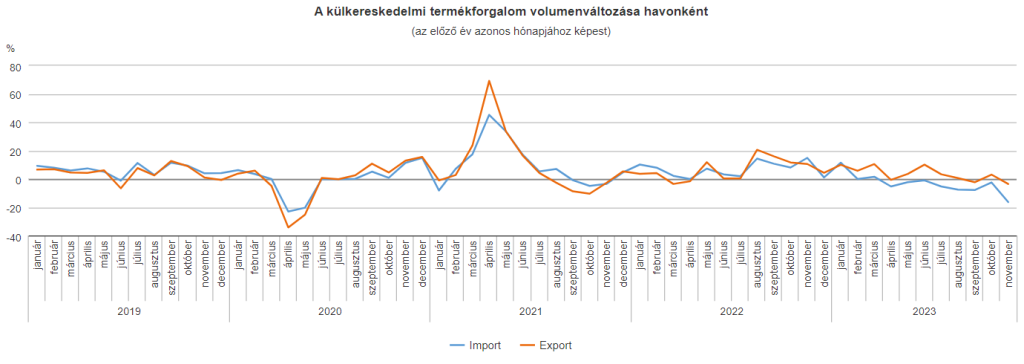 A külkereskedelmi termékforgalom volumenváltozása havonként
(az előző év azonos hónapjához képest)
%
80
60
40
20
0
-20
-40
január február március április május június július augusztus szeptember október november december január február március április május június július augusztus szeptember október november december január február március április május június július augusztus szeptember október november december január február március április május június július augusztus szeptember október november december január február március április május június július augusztus szeptember október november
2019 2020 2021 2022 2023
Import Export